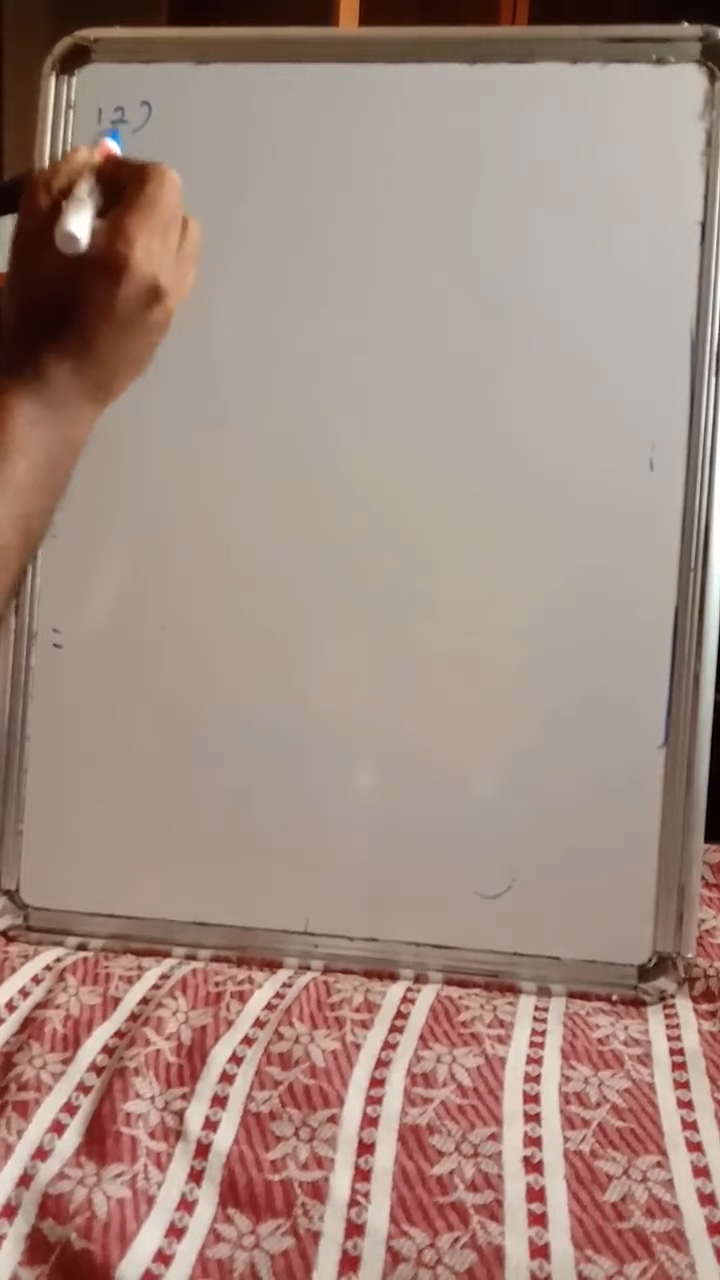 12)
=